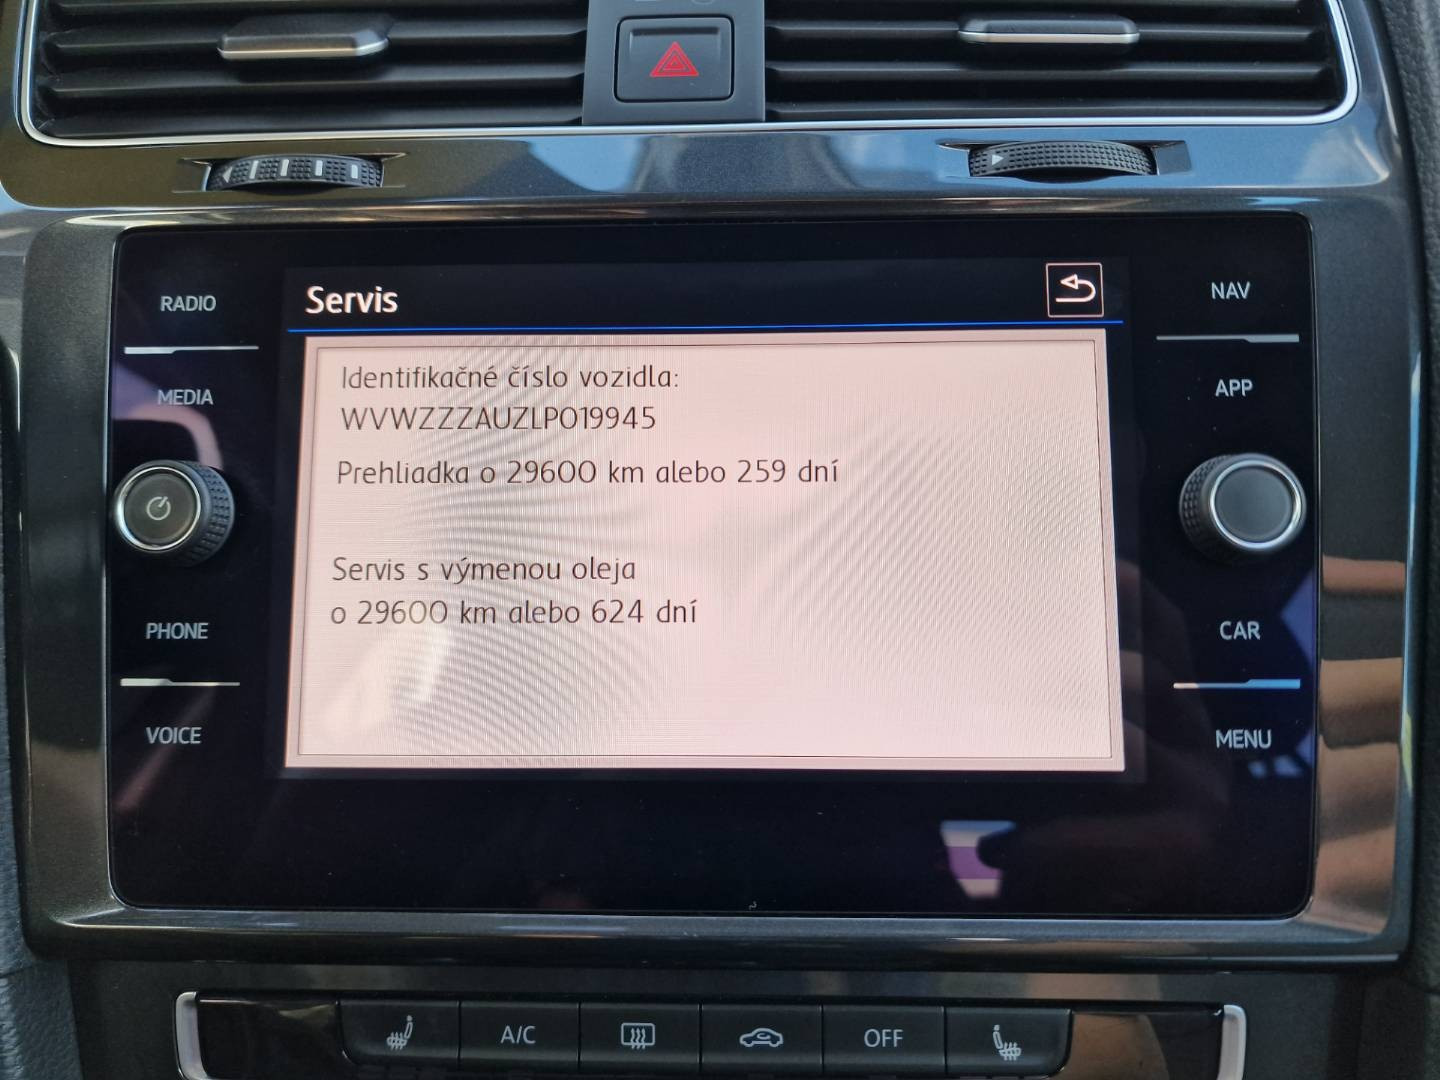 Servis
RADIO
MEDIA
PHONE
VOICE
Identifikačné číslo vozidla:
WVWZZZAUZLP019945
Prehliadka o 29600 km alebo 259 dní
Servis s výmenou oleja
o 29600 km alebo 624 dní
NAV
APP
CAR
MENU
A/C
OFF